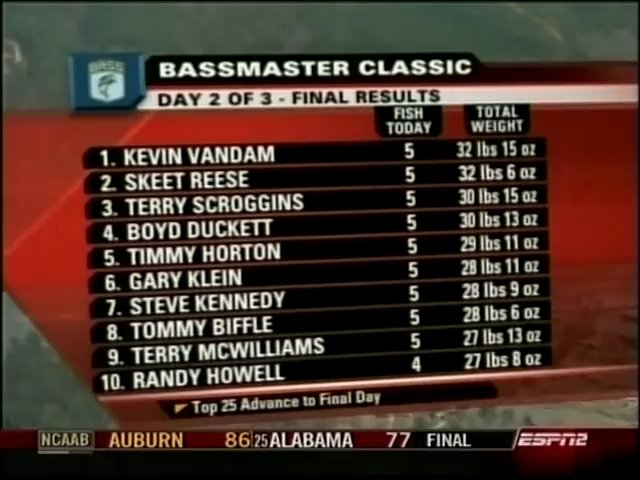 BASS
BASSMASTER CLASSIC
DAY 2 OF 3 - FINAL RESULTS
FISH TODAY
TOTAL WEIGHT
1. KEVIN VANDAM 5 32 lbs 15 oz
2. SKEET REESE 5 32 lbs 6 oz
3. TERRY SCROGGINS 5 30 lbs 15 oz
4. BOYD DUCKETT 5 30 lbs 13 oz
5. TIMMY HORTON 5 29 lbs 11 oz
6. GARY KLEIN 5 28 lbs 11 oz
7. STEVE KENNEDY 5 28 lbs 9 oz
8. TOMMY BIFFLE 5 28 lbs 6 oz
9. TERRY MCWILLIAMS 5 27 lbs 13 oz
10. RANDY HOWELL 4 27 lbs 8 oz
Top 25 Advance to Final Day
NCAAB AUBURN 86 25 ALABAMA 77 FINAL ESPN2